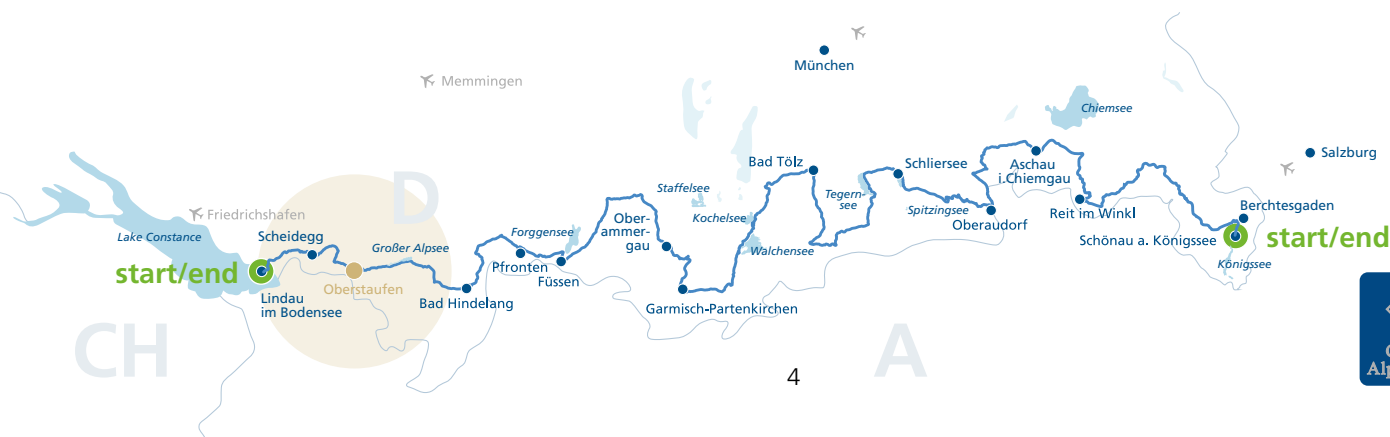 München
Memmingen
Chiemsee
Salzburg
D
Bad Tölz
Schliersee
Aschau
i.Chiemgau
Staffelsee
Tegern-
see
Friedrichshafen
Lake Constance
Scheidegg
Großer Alpsee
Forggensee
Ober-
ammer-
gau
Kochelsee
Spitzingsee
Oberaudorf
Reit im Winkl
Berchtesgaden
Schönau a. Königssee
start/end
Königssee
Walchensee
start/end
Pfronten
Füssen
Oberstaufen
Lindau
im Bodensee
Bad Hindelang
Garmisch-Partenkirchen
CH
A
4
Alp